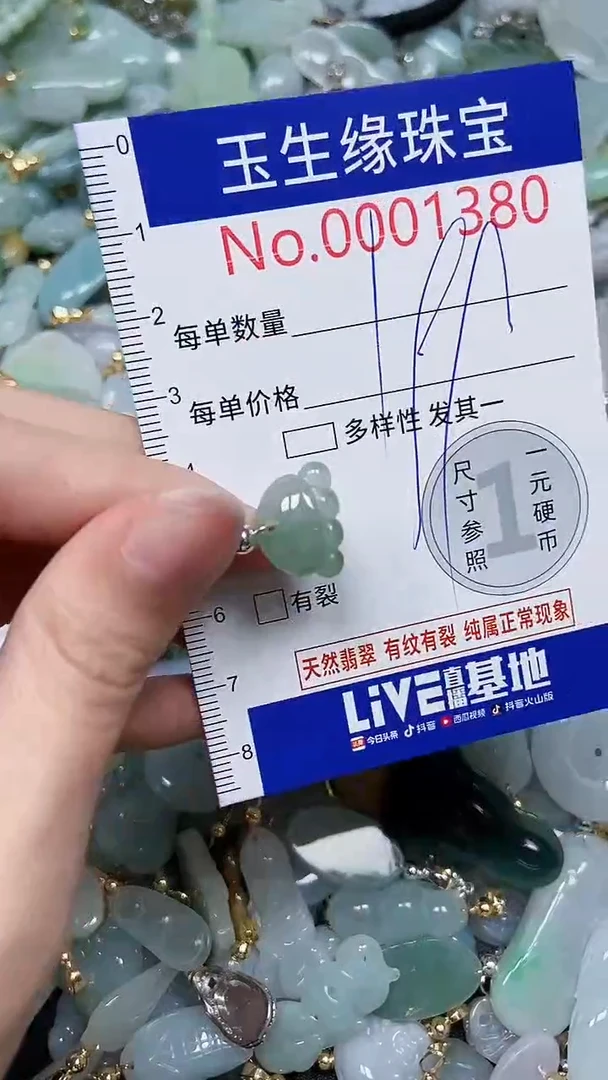 玉生缘珠宝
No.0001380
0
1
2
每单数量
3
每单价格
多样性 发其一
尺寸参照
1
一元硬币
6
有裂
天然翡翠 有纹有裂 纯属正常现象
7
LiVE直播基地
8
今日头条 抖音 西瓜视频 抖音火山版